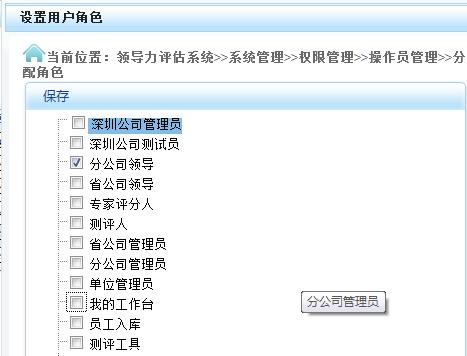 设置用户角色
当前位置：领导力评估系统>>系统管理>>权限管理>>操作员管理>>分
配角色
保存
深圳公司管理员
深圳公司测试员
分公司领导
省公司领导
专家评分人
测评人
省公司管理员
分公司管理员
单位管理员
我的工作台
分公司管理员
员工入库
测评工具